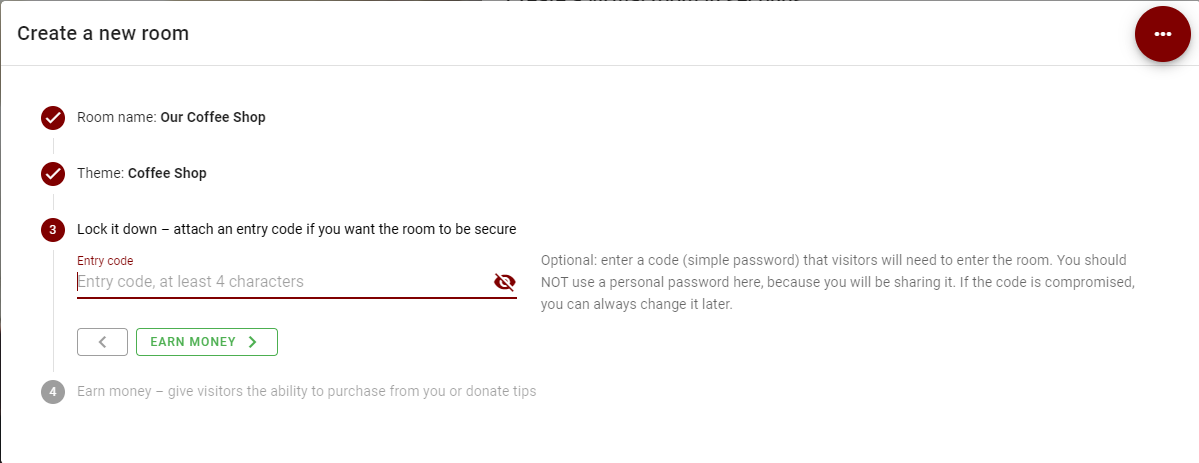 Create a new room
Room name: Our Coffee Shop
Theme: Coffee Shop
3 Lock it down – attach an entry code if you want the room to be secure
Entry code
Entry code, at least 4 characters
Optional: enter a code (simple password) that visitors will need to enter the room. You should
NOT use a personal password here, because you will be sharing it. If the code is compromised,
you can always change it later.
EARN MONEY
4 Earn money – give visitors the ability to purchase from you or donate tips